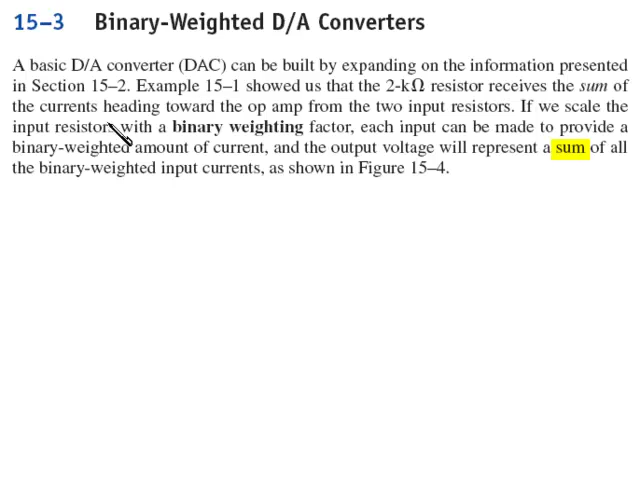 15–3 Binary-Weighted D/A Converters
A basic D/A converter (DAC) can be built by expanding on the information presented
in Section 15–2. Example 15–1 showed us that the 2-kΩ resistor receives the sum of
the currents heading toward the op amp from the two input resistors. If we scale the
input resistors with a binary weighting factor, each input can be made to provide a
binary-weighted amount of current, and the output voltage will represent a sum of all
the binary-weighted input currents, as shown in Figure 15–4.